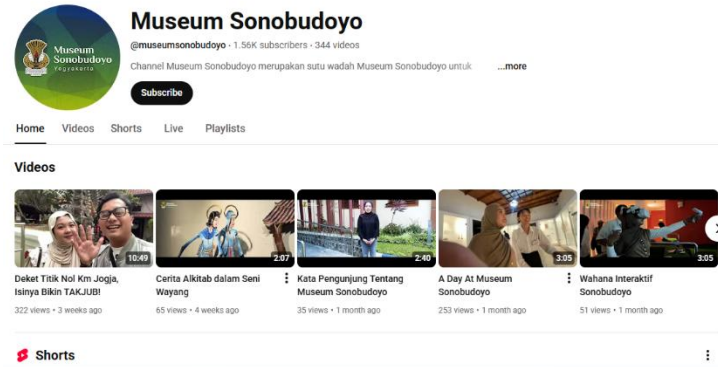 Museum
Sonobudoyo
Yogyakarta
Museum Sonobudoyo
@museumsonobudoyo · 1.56K subscribers · 344 videos
Channel Museum Sonobudoyo merupakan sutu wadah Museum Sonobudoyo untuk ...more
Subscribe
Home Videos Shorts Live Playlists
Videos
10:49 2:07 2:40 3:05 3:05
Deket Titik Nol Km Jogja,
Isinya Bikin TAKJUB!
322 views • 3 weeks ago
Cerita Alkitab dalam Seni
Wayang
65 views • 4 weeks ago
Kata Pengunjung Tentang
Museum Sonobudoyo
35 views • 1 month ago
A Day At Museum
Sonobudoyo
253 views • 1 month ago
Wahana Interaktif
Sonobudoyo
51 views • 1 month ago
Shorts